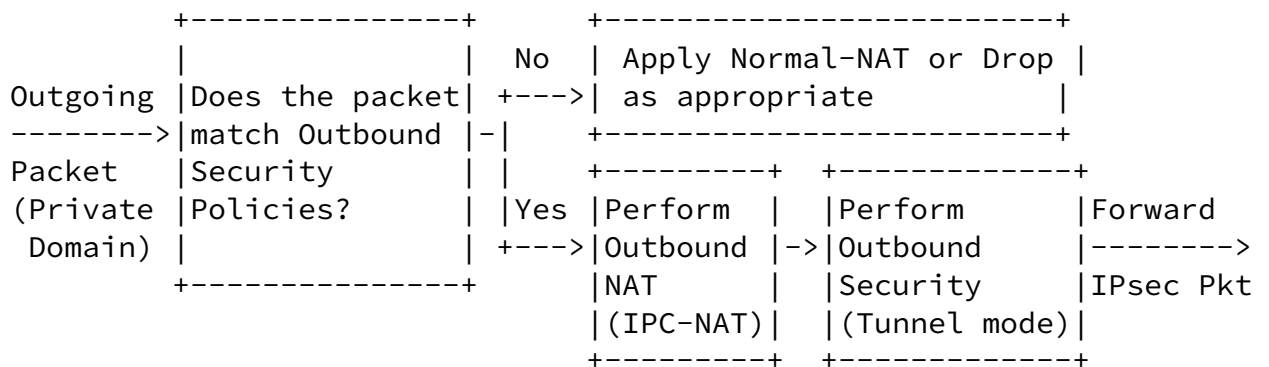 +---------------+       +-------------------------+
            |               |  No   | Apply Normal-NAT or Drop |
Outgoing |Does the packet|  +--->| as appropriate           |
-------->|match Outbound |-|     +-------------------------+
Packet   |Security       | |     +---------+  +-------------+
(Private |Policies?      | |Yes |Perform  |  |Perform      |Forward
 Domain) |               | +--->|Outbound |->|Outbound     |-------->
         +---------------+      |NAT      |  |Security     |IPsec Pkt
                                |(IPC-NAT)|  |(Tunnel mode)|
                                +---------+  +-------------+